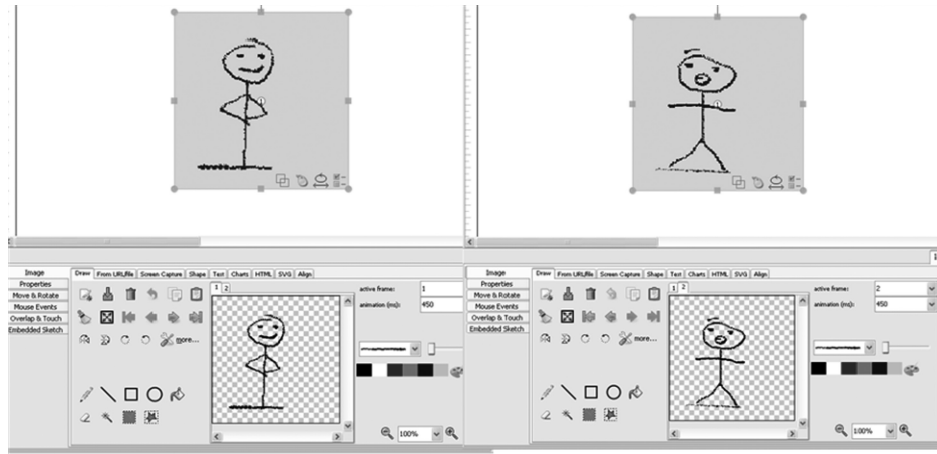 Image
Properties
Move & Rotate
Mouse Events
Overlap & Touch
Embedded Sketch
Draw From URL/file Screen Capture Shape Text Charts HTML SVG Align
1 2
active frame: 1
animation (ms): 450
more...
100%
Image
Properties
Move & Rotate
Mouse Events
Overlap & Touch
Embedded Sketch
Draw From URL/file Screen Capture Shape Text Charts HTML SVG Align
1 2
active frame: 2
animation (ms): 450
more...
100%